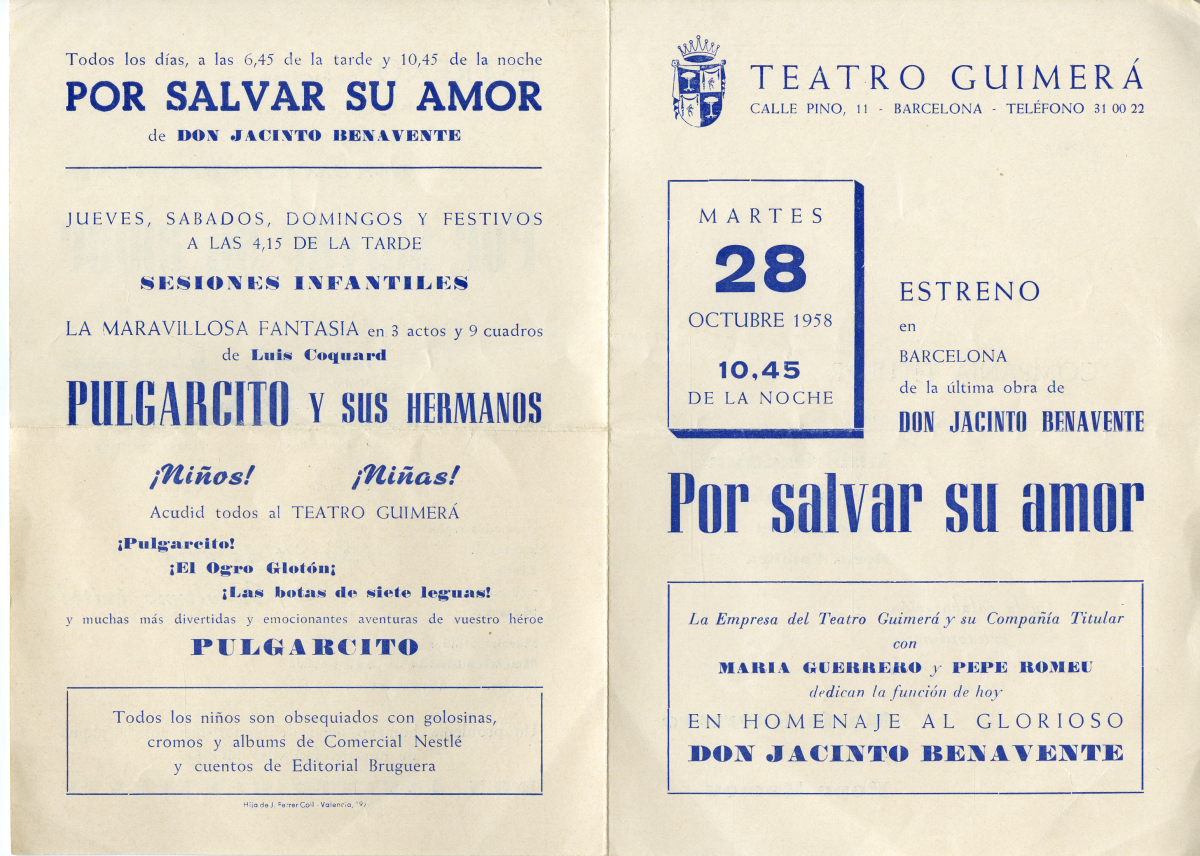 Todos los días, a las 6,45 de la tarde y 10,45 de la noche
POR SALVAR SU AMOR
de DON JACINTO BENAVENTE
JUEVES, SABADOS, DOMINGOS Y FESTIVOS
A LAS 4,15 DE LA TARDE
SESIONES INFANTILES
LA MARAVILLOSA FANTASIA en 3 actos y 9 cuadros
de Luis Coquard
PULGARCITO Y SUS HERMANOS
¡Niños! ¡Niñas!
Acudid todos al TEATRO GUIMERÁ
¡Pulgarcito!
¡El Ogro Glotón¡
¡Las botas de siete leguas!
y muchas más divertidas y emocionantes aventuras de vuestro héroe
PULGARCITO
Todos los niños son obsequiados con golosinas,
cromos y albums de Comercial Nestlé
y cuentos de Editorial Bruguera
Hija de J. Ferrer Coll - Valencia, 197
TEATRO GUIMERÁ
CALLE PINO, 11 - BARCELONA - TELÉFONO 31 00 22
MARTES
28
OCTUBRE 1958
10,45
DE LA NOCHE
ESTRENO
en
BARCELONA
de la última obra de
DON JACINTO BENAVENTE
Por salvar su amor
La Empresa del Teatro Guimerá y su Compañía Titular
con
MARIA GUERRERO y PEPE ROMEU
dedican la función de hoy
EN HOMENAJE AL GLORIOSO
DON JACINTO BENAVENTE